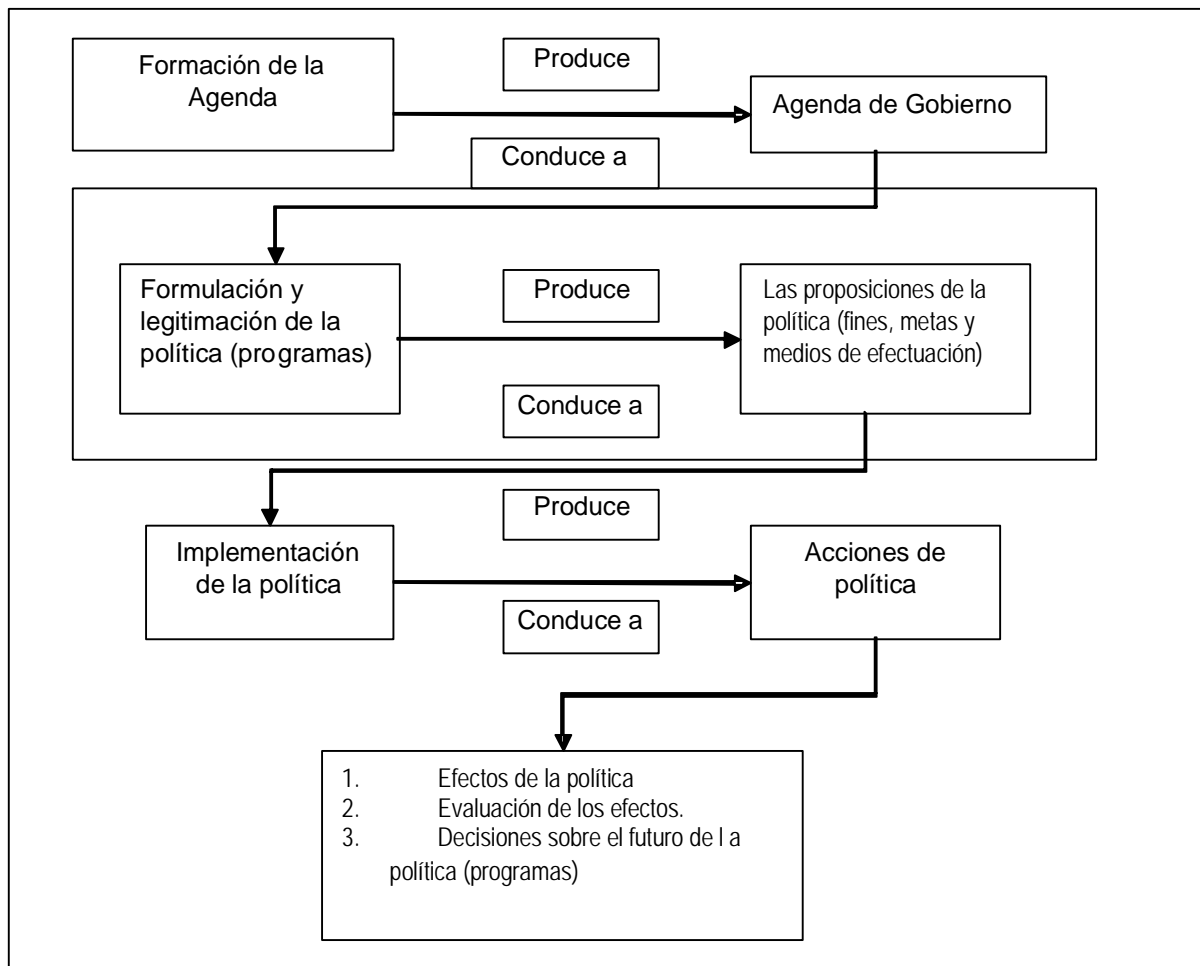 Formación de la
Agenda
Produce
Agenda de Gobierno
Conduce a
Formulación y
legitimación de la
política (programas)
Produce
Las proposiciones de la
política (fines, metas y
medios de efectuación)
Conduce a
Produce
Implementación
de la política
Acciones de
política
Conduce a
1. Efectos de la política
2. Evaluación de los efectos.
3. Decisiones sobre el futuro de l a
política (programas)